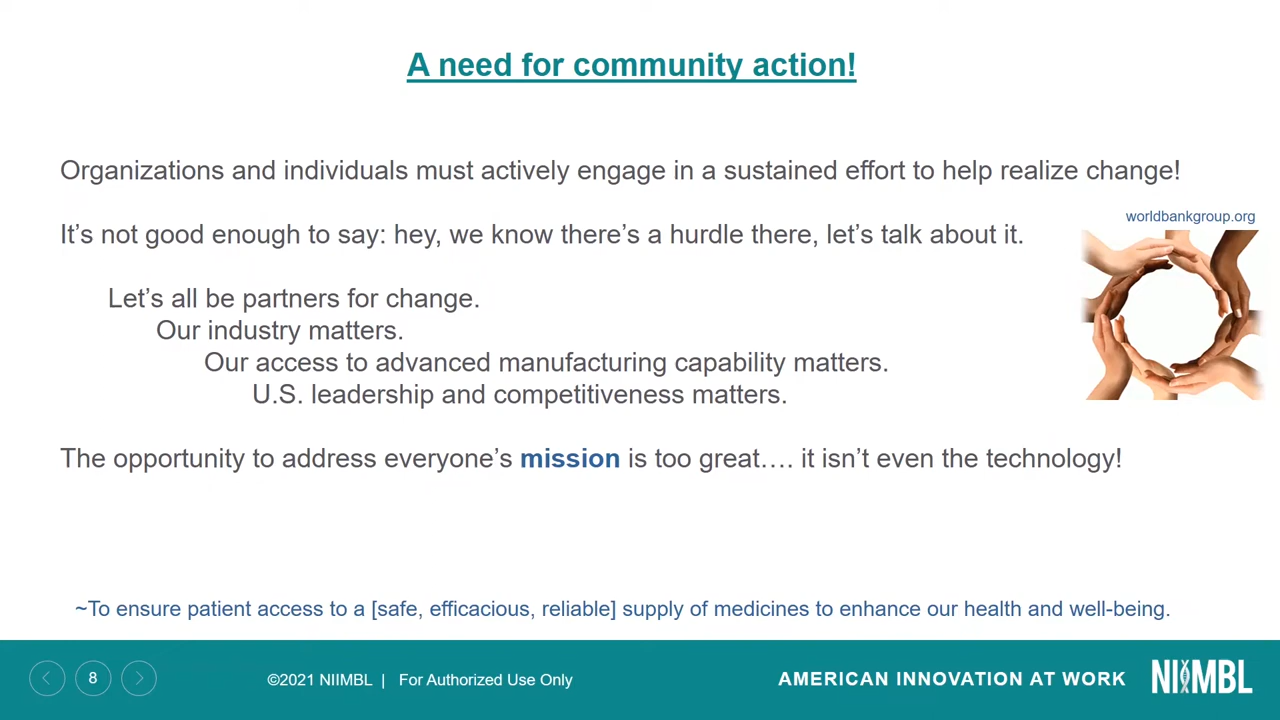 A need for community action!
Organizations and individuals must actively engage in a sustained effort to help realize change!
worldbankgroup.org
It's not good enough to say: hey, we know there's a hurdle there, let's talk about it.
Let's all be partners for change.
Our industry matters.
Our access to advanced manufacturing capability matters.
U.S. leadership and competitiveness matters.
The opportunity to address everyone's mission is too great…. it isn't even the technology!
~To ensure patient access to a [safe, efficacious, reliable] supply of medicines to enhance our health and well-being.
8
©2021 NIIMBL | For Authorized Use Only
AMERICAN INNOVATION AT WORK
NIIMBL